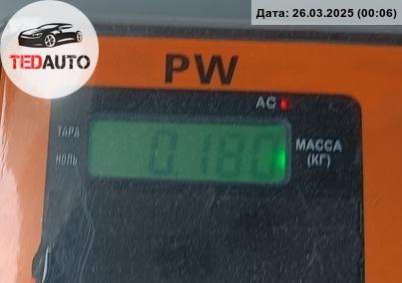 Дата: 26.03.2025 (00:06)
TEDAUTO
PW
AC
ТАРА
НОЛЬ
0.180
МАССА
(КГ)